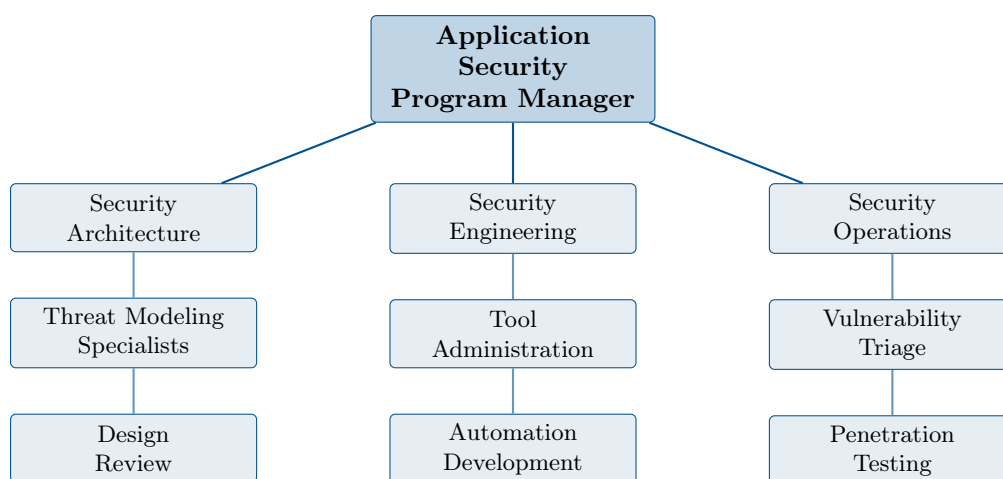 Application
Security
Program Manager
Security
Architecture
Security
Engineering
Security
Operations
Threat Modeling
Specialists
Tool
Administration
Vulnerability
Triage
Design
Review
Automation
Development
Penetration
Testing